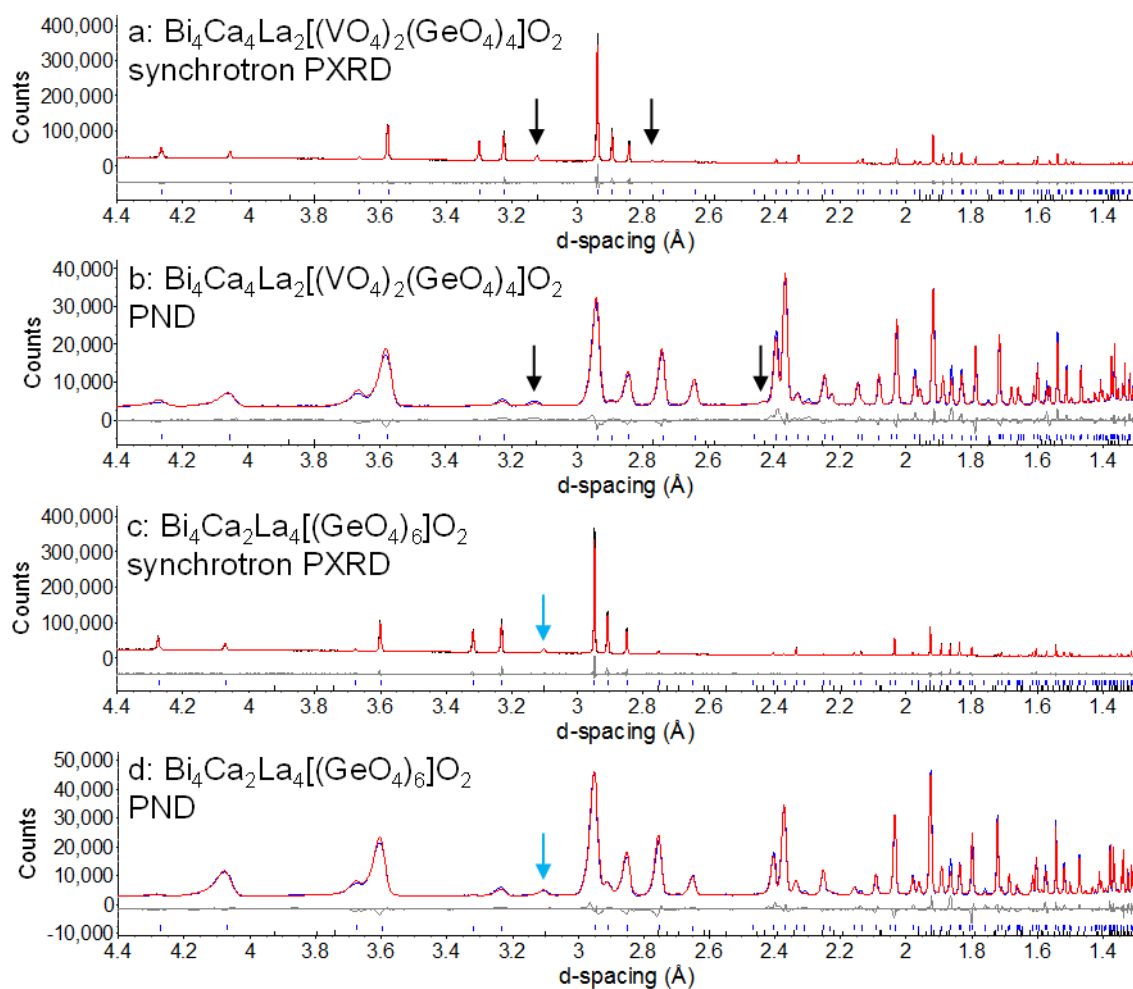 400,000
a: Bi₄Ca₄La₂[(VO₄)₂(GeO₄)₄]O₂
300,000
synchrotron PXRD
200,000
100,000
0
Counts
4.4 4.2 4 3.8 3.6 3.4 3.2 3 2.8 2.6 2.4 2.2 2 1.8 1.6 1.4
d-spacing (Å)
40,000
b: Bi₄Ca₄La₂[(VO₄)₂(GeO₄)₄]O₂
30,000
PND
20,000
10,000
0
Counts
4.4 4.2 4 3.8 3.6 3.4 3.2 3 2.8 2.6 2.4 2.2 2 1.8 1.6 1.4
d-spacing (Å)
400,000
c: Bi₄Ca₂La₄[(GeO₄)₆]O₂
300,000
synchrotron PXRD
200,000
100,000
0
Counts
4.4 4.2 4 3.8 3.6 3.4 3.2 3 2.8 2.6 2.4 2.2 2 1.8 1.6 1.4
d-spacing (Å)
50,000
d: Bi₄Ca₂La₄[(GeO₄)₆]O₂
40,000
PND
30,000
20,000
10,000
0
-10,000
Counts
4.4 4.2 4 3.8 3.6 3.4 3.2 3 2.8 2.6 2.4 2.2 2 1.8 1.6 1.4
d-spacing (Å)